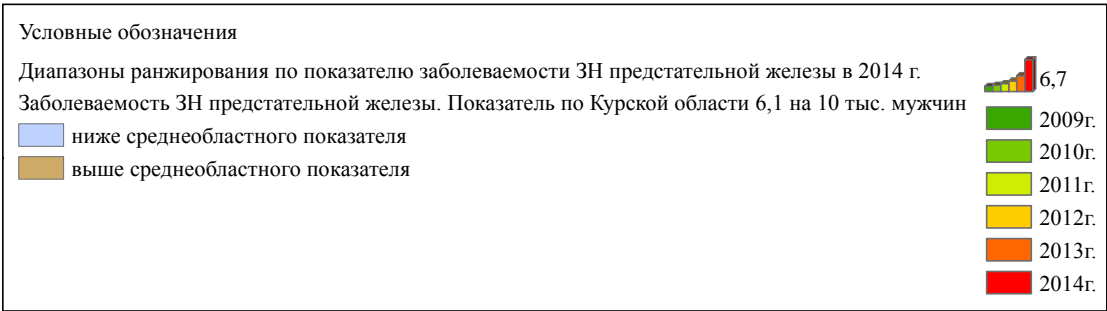 Условные обозначения
Диапазоны ранжирования по показателю заболеваемости ЗН предстательной железы в 2014 г.
Заболеваемость ЗН предстательной железы. Показатель по Курской области 6,1 на 10 тыс. мужчин
ниже среднеобластного показателя
выше среднеобластного показателя
6,7
2009г.
2010г.
2011г.
2012г.
2013г.
2014г.